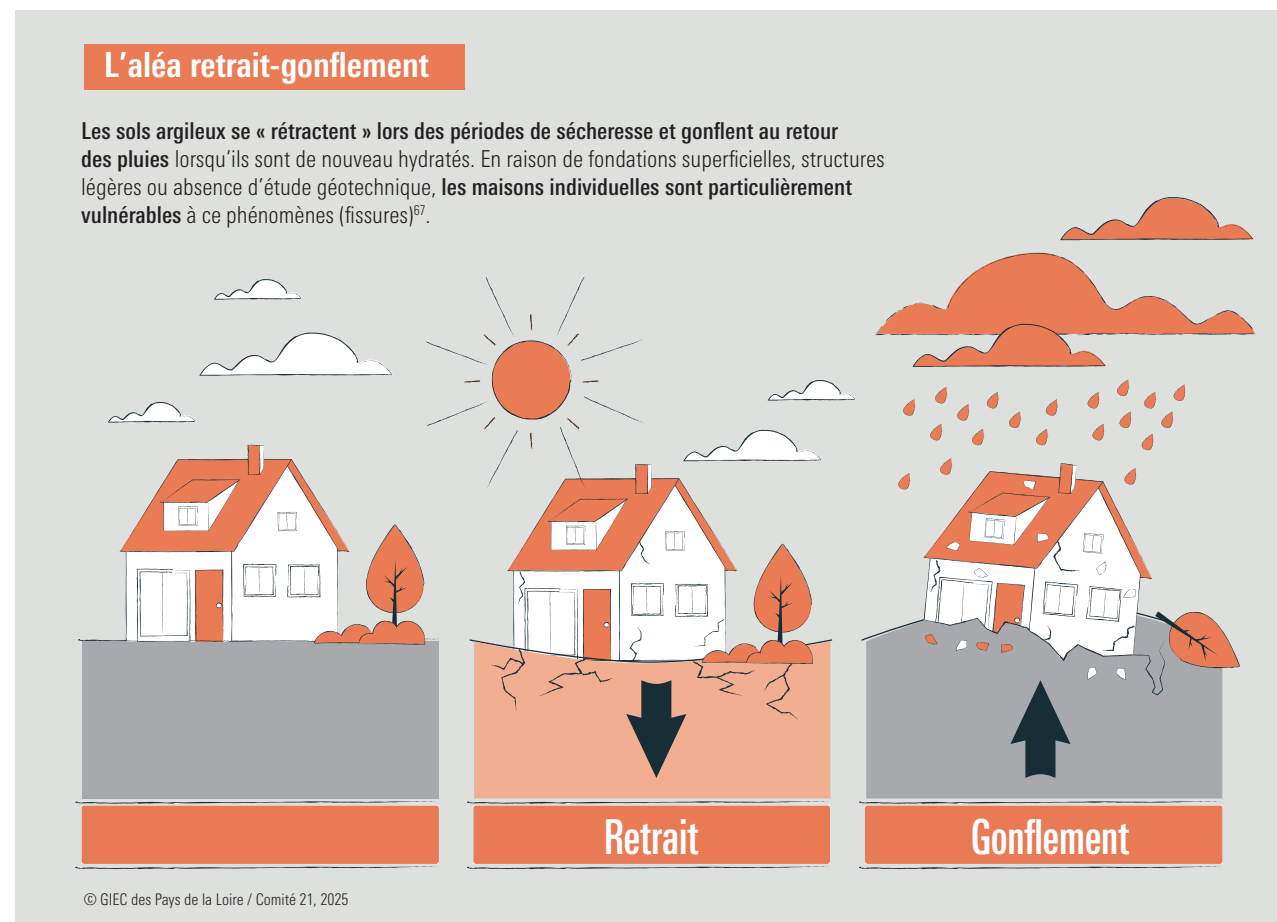 L'aléa retrait-gonflement
Les sols argileux se « rétractent » lors des périodes de sécheresse et gonflent au retour
des pluies lorsqu'ils sont de nouveau hydratés. En raison de fondations superficielles, structures
légères ou absence d'étude géotechnique, les maisons individuelles sont particulièrement
vulnérables à ce phénomènes (fissures)67.
Retrait
Gonflement
© GIEC des Pays de la Loire / Comité 21, 2025